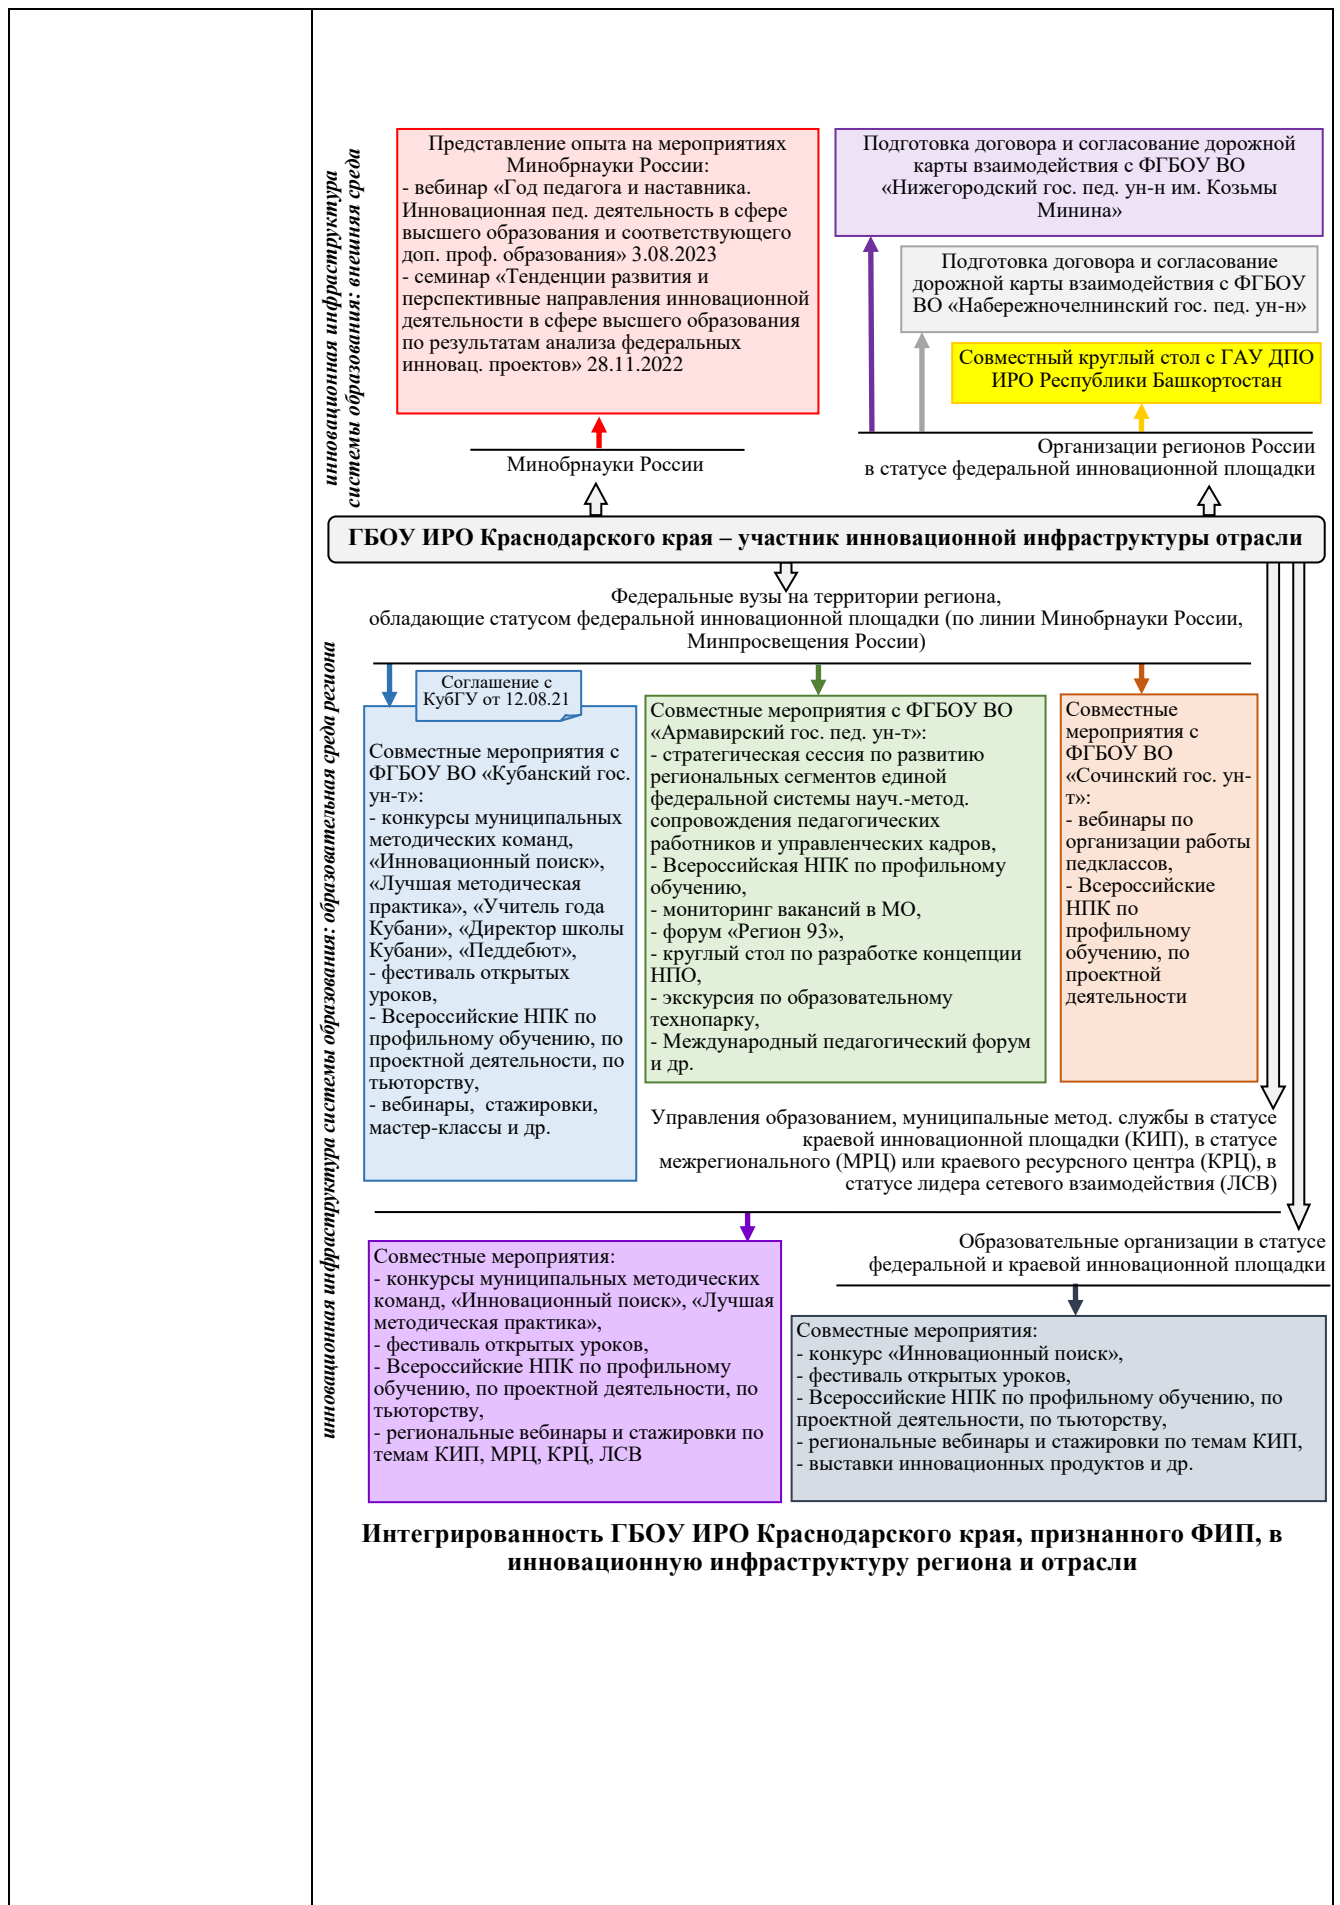 инновационная инфраструктура
системы образования: внешняя среда
Представление опыта на мероприятиях
Минобрнауки России:
- вебинар «Год педагога и наставника.
Инновационная пед. деятельность в сфере
высшего образования и соответствующего
доп. проф. образования» 3.08.2023
- семинар «Тенденции развития и
перспективные направления инновационной
деятельности в сфере высшего образования
по результатам анализа федеральных
инновац. проектов» 28.11.2022
Минобрнауки России
Подготовка договора и согласование дорожной
карты взаимодействия с ФГБОУ ВО
«Нижегородский гос. пед. ун-н им. Козьмы
Минина»
Подготовка договора и согласование
дорожной карты взаимодействия с ФГБОУ
ВО «Набережночелнинский гос. пед. ун-н»
Совместный круглый стол с ГАУ ДПО
ИРО Республики Башкортостан
Организации регионов России
в статусе федеральной инновационной площадки
ГБОУ ИРО Краснодарского края – участник инновационной инфраструктуры отрасли
инновационная инфраструктура системы образования: образовательная среда региона
Федеральные вузы на территории региона,
обладающие статусом федеральной инновационной площадки (по линии Минобрнауки России,
Минпросвещения России)
Соглашение с
КубГУ от 12.08.21
Совместные мероприятия с
ФГБОУ ВО «Кубанский гос.
ун-т»:
- конкурсы муниципальных
методических команд,
«Инновационный поиск»,
«Лучшая методическая
практика», «Учитель года
Кубани», «Директор школы
Кубани», «Педдебют»,
- фестиваль открытых
уроков,
- Всероссийские НПК по
профильному обучению, по
проектной деятельности, по
тьюторству,
- вебинары,  стажировки,
мастер-классы и др.
Совместные мероприятия с ФГБОУ ВО
«Армавирский гос. пед. ун-т»:
- стратегическая сессия по развитию
региональных сегментов единой
федеральной системы науч.-метод.
сопровождения педагогических
работников и управленческих кадров,
- Всероссийская НПК по профильному
обучению,
- мониторинг вакансий в МО,
- форум «Регион 93»,
- круглый стол по разработке концепции
НПО,
- экскурсия по образовательному
технопарку,
- Международный педагогический форум
и др.
Совместные
мероприятия с
ФГБОУ ВО
«Сочинский гос. ун-
т»:
- вебинары по
организации работы
педклассов,
- Всероссийские
НПК по
профильному
обучению, по
проектной
деятельности
Управления образованием, муниципальные метод. службы в статусе
краевой инновационной площадки (КИП), в статусе
межрегионального (МРЦ) или краевого ресурсного центра (КРЦ), в
статусе лидера сетевого взаимодействия (ЛСВ)
Совместные мероприятия:
- конкурсы муниципальных методических
команд, «Инновационный поиск», «Лучшая
методическая практика»,
- фестиваль открытых уроков,
- Всероссийские НПК по профильному
обучению, по проектной деятельности, по
тьюторству,
- региональные вебинары и стажировки по
темам КИП, МРЦ, КРЦ, ЛСВ
Образовательные организации в статусе
федеральной и краевой инновационной площадки
Совместные мероприятия:
- конкурс «Инновационный поиск»,
- фестиваль открытых уроков,
- Всероссийские НПК по профильному обучению, по
проектной деятельности, по тьюторству,
- региональные вебинары и стажировки по темам КИП,
- выставки инновационных продуктов и др.
Интегрированность ГБОУ ИРО Краснодарского края, признанного ФИП, в
инновационную инфраструктуру региона и отрасли